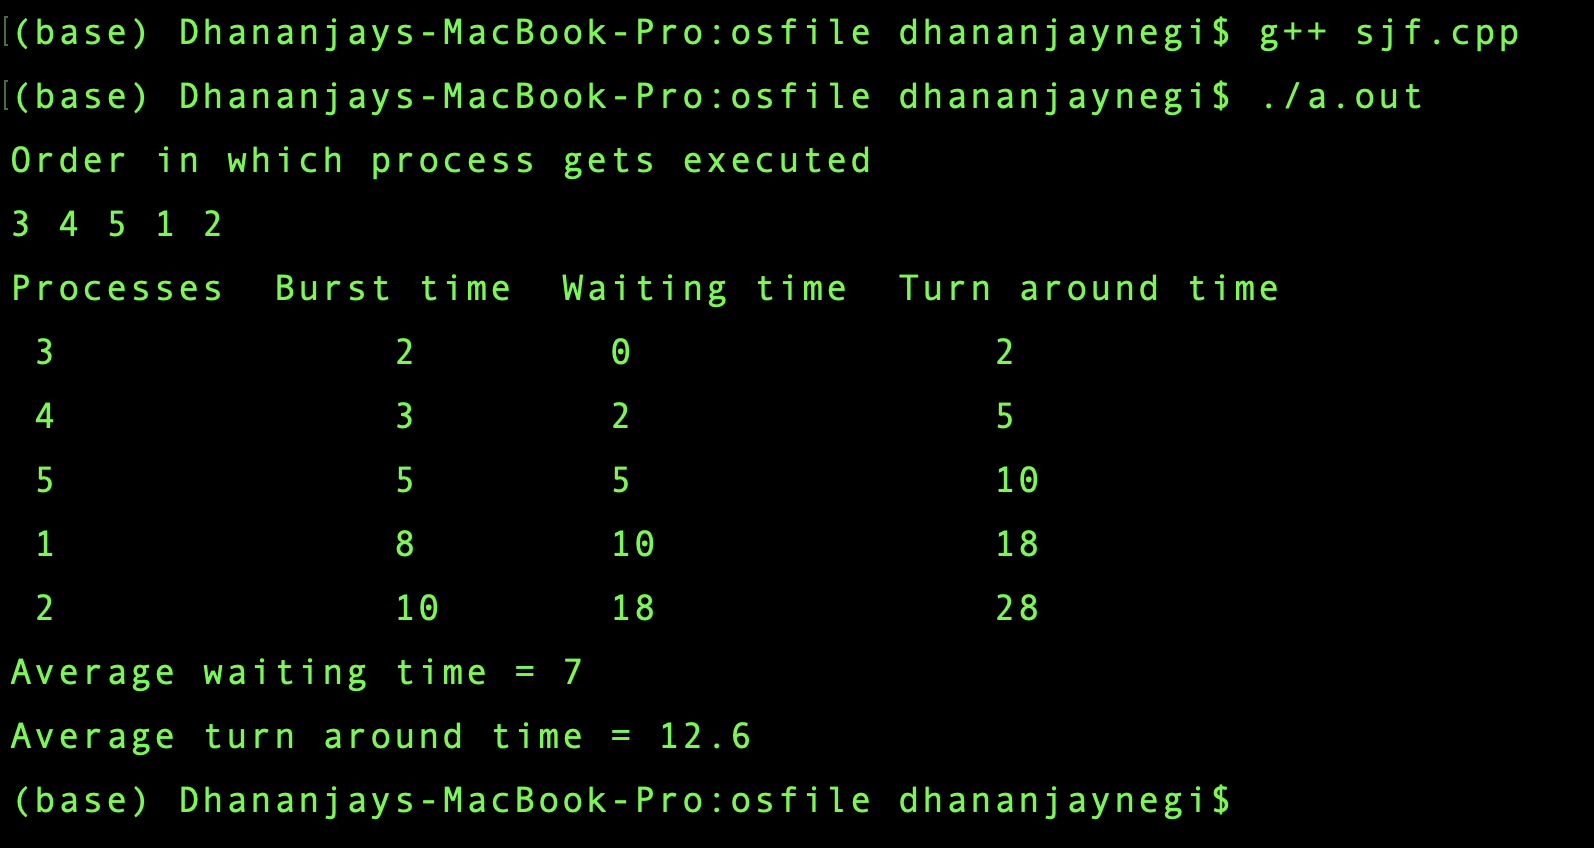 (base) Dhananjays-MacBook-Pro:osfile dhananjaynegi$ g++ sjf.cpp
(base) Dhananjays-MacBook-Pro:osfile dhananjaynegi$ ./a.out
Order in which process gets executed
3 4 5 1 2
Processes  Burst time  Waiting time  Turn around time
 3              2        0               2
 4              3        2               5
 5              5        5               10
 1              8        10              18
 2              10       18              28
Average waiting time = 7
Average turn around time = 12.6
(base) Dhananjays-MacBook-Pro:osfile dhananjaynegi$